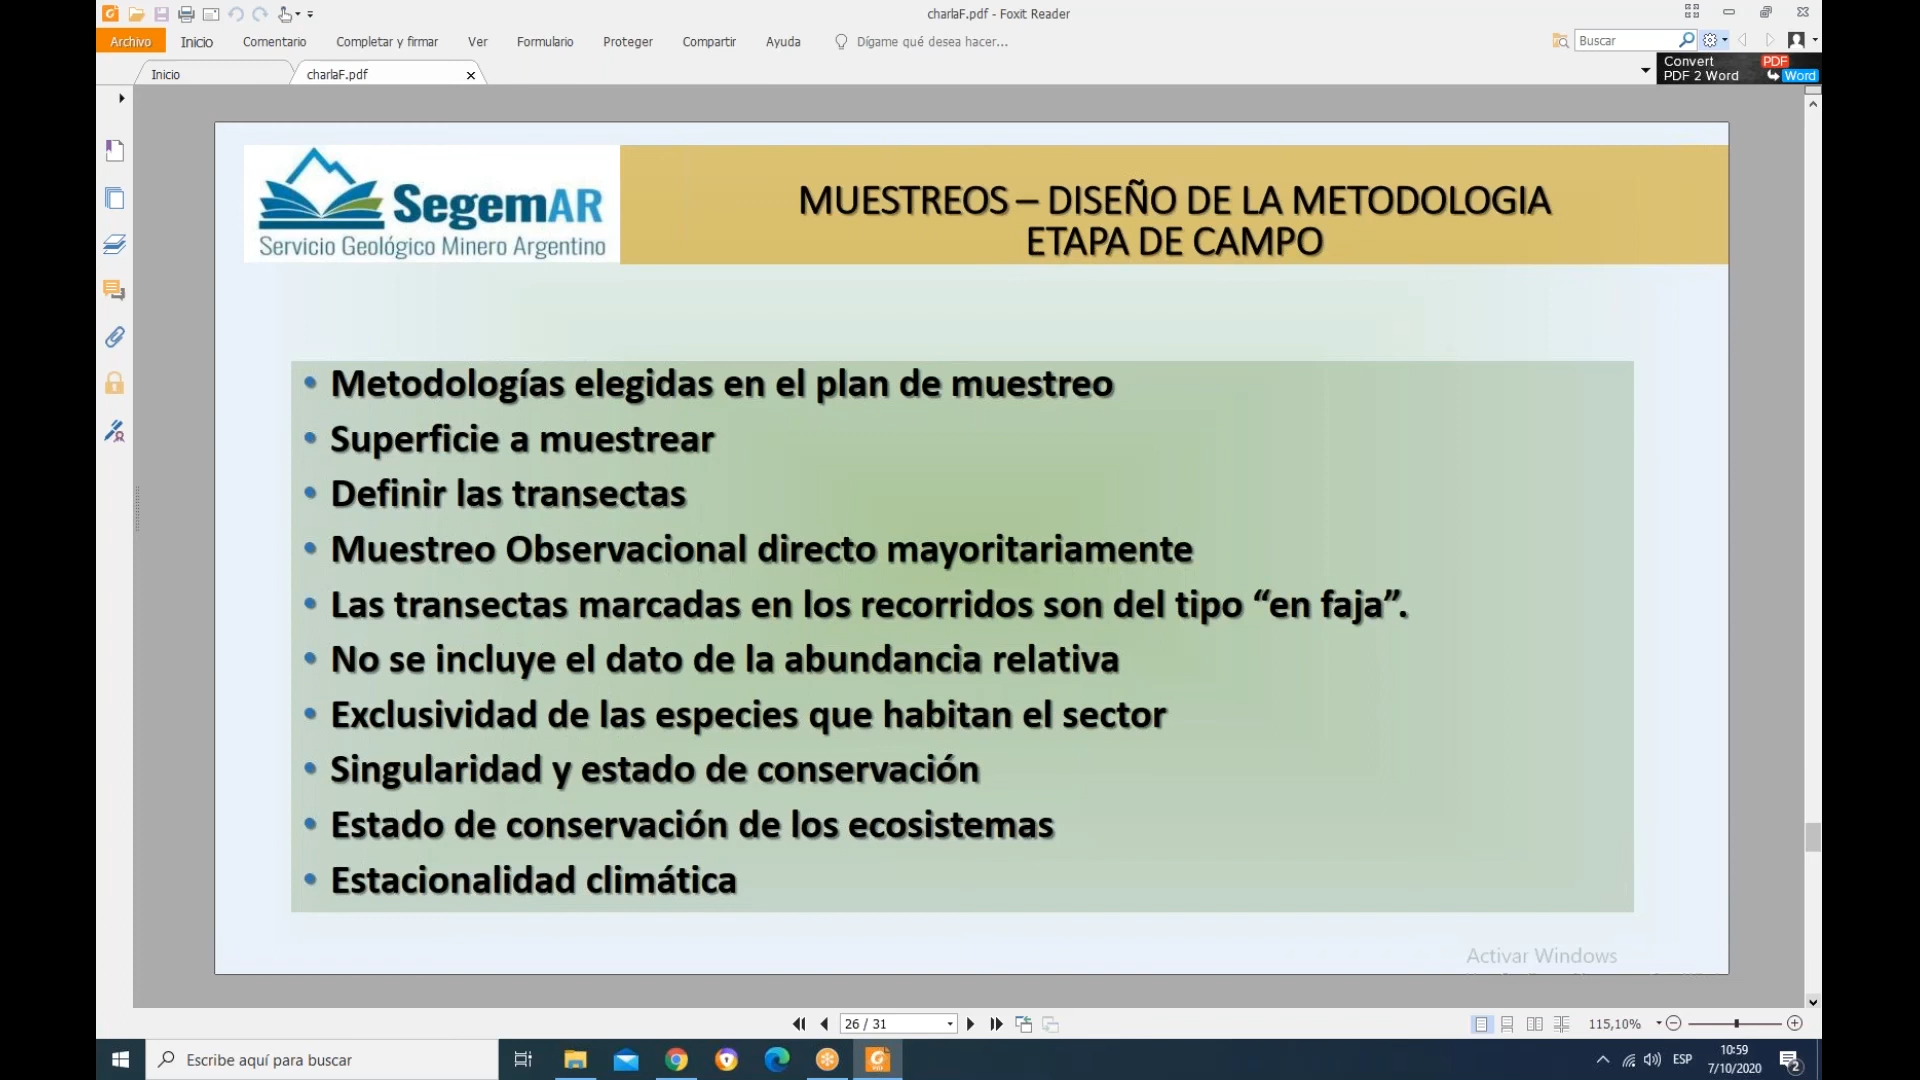 charlaF.pdf - Foxit Reader
Archivo Inicio Comentario Completar y firmar Ver Formulario Proteger Compartir Ayuda Dígame qué desea hacer... Buscar
Inicio charlaF.pdf
Convert PDF
PDF 2 Word Word
SegemAR
Servicio Geológico Minero Argentino
MUESTREOS – DISEÑO DE LA METODOLOGIA
ETAPA DE CAMPO
• Metodologías elegidas en el plan de muestreo
• Superficie a muestrear
• Definir las transectas
• Muestreo Observacional directo mayoritariamente
• Las transectas marcadas en los recorridos son del tipo “en faja”.
• No se incluye el dato de la abundancia relativa
• Exclusividad de las especies que habitan el sector
• Singularidad y estado de conservación
• Estado de conservación de los ecosistemas
• Estacionalidad climática
Activar Windows
26 / 31 115,10%
Escribe aquí para buscar
ESP
10:59
7/10/2020
2